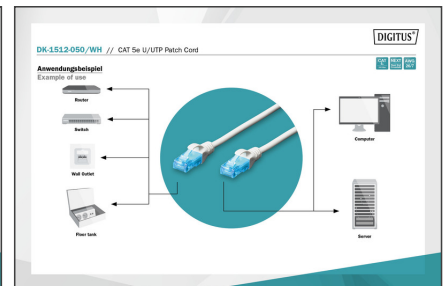 DIGITUS®
DK-1512-050/WH // CAT 5e U/UTP Patch Cord
Anwendungsbeispiel
Example of use
Router
Switch
Wall Outlet
Floor tank
Computer
Server